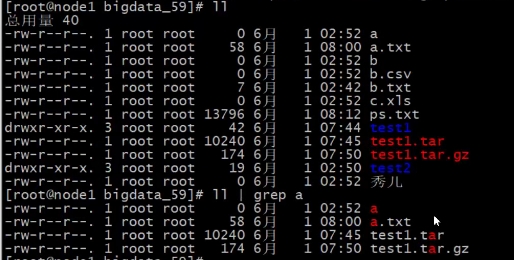 [root@node1 bigdata_59]# ll
总用量 40
-rw-r--r--. 1 root root     0 6月   1 02:52 a
-rw-r--r--. 1 root root    58 6月   1 08:00 a.txt
-rw-r--r--. 1 root root     0 6月   1 02:52 b
-rw-r--r--. 1 root root     0 6月   1 02:52 b.csv
-rw-r--r--. 1 root root     7 6月   1 02:42 b.txt
-rw-r--r--. 1 root root     0 6月   1 02:52 c.xls
-rw-r--r--. 1 root root 13796 6月   1 08:12 ps.txt
drwxr-xr-x. 3 root root    42 6月   1 07:44 test1
-rw-r--r--. 1 root root 10240 6月   1 07:45 test1.tar
-rw-r--r--. 1 root root   174 6月   1 07:50 test1.tar.gz
drwxr-xr-x. 3 root root    19 6月   1 02:50 test2
-rw-r--r--. 1 root root     0 6月   1 02:52 秀儿
[root@node1 bigdata_59]# ll | grep a
-rw-r--r--. 1 root root     0 6月   1 02:52 a
-rw-r--r--. 1 root root    58 6月   1 08:00 a.txt
-rw-r--r--. 1 root root 10240 6月   1 07:45 test1.tar
-rw-r--r--. 1 root root   174 6月   1 07:50 test1.tar.gz